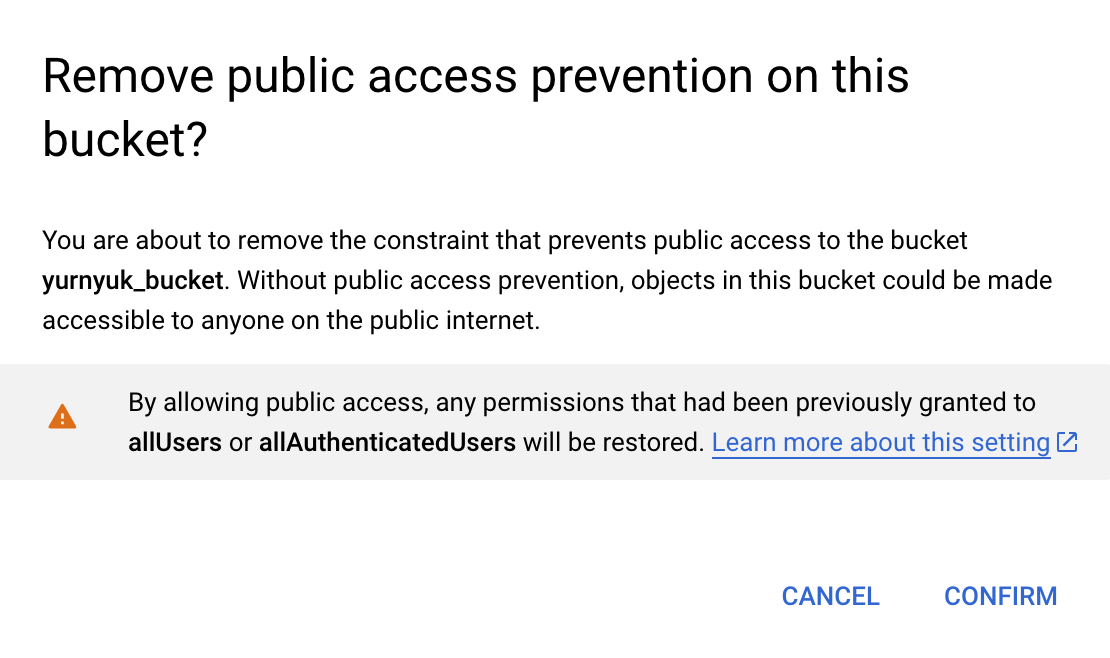 Remove public access prevention on this
bucket?
You are about to remove the constraint that prevents public access to the bucket
yurnyuk_bucket. Without public access prevention, objects in this bucket could be made
accessible to anyone on the public internet.
By allowing public access, any permissions that had been previously granted to
allUsers or allAuthenticatedUsers will be restored. Learn more about this setting
CANCEL CONFIRM